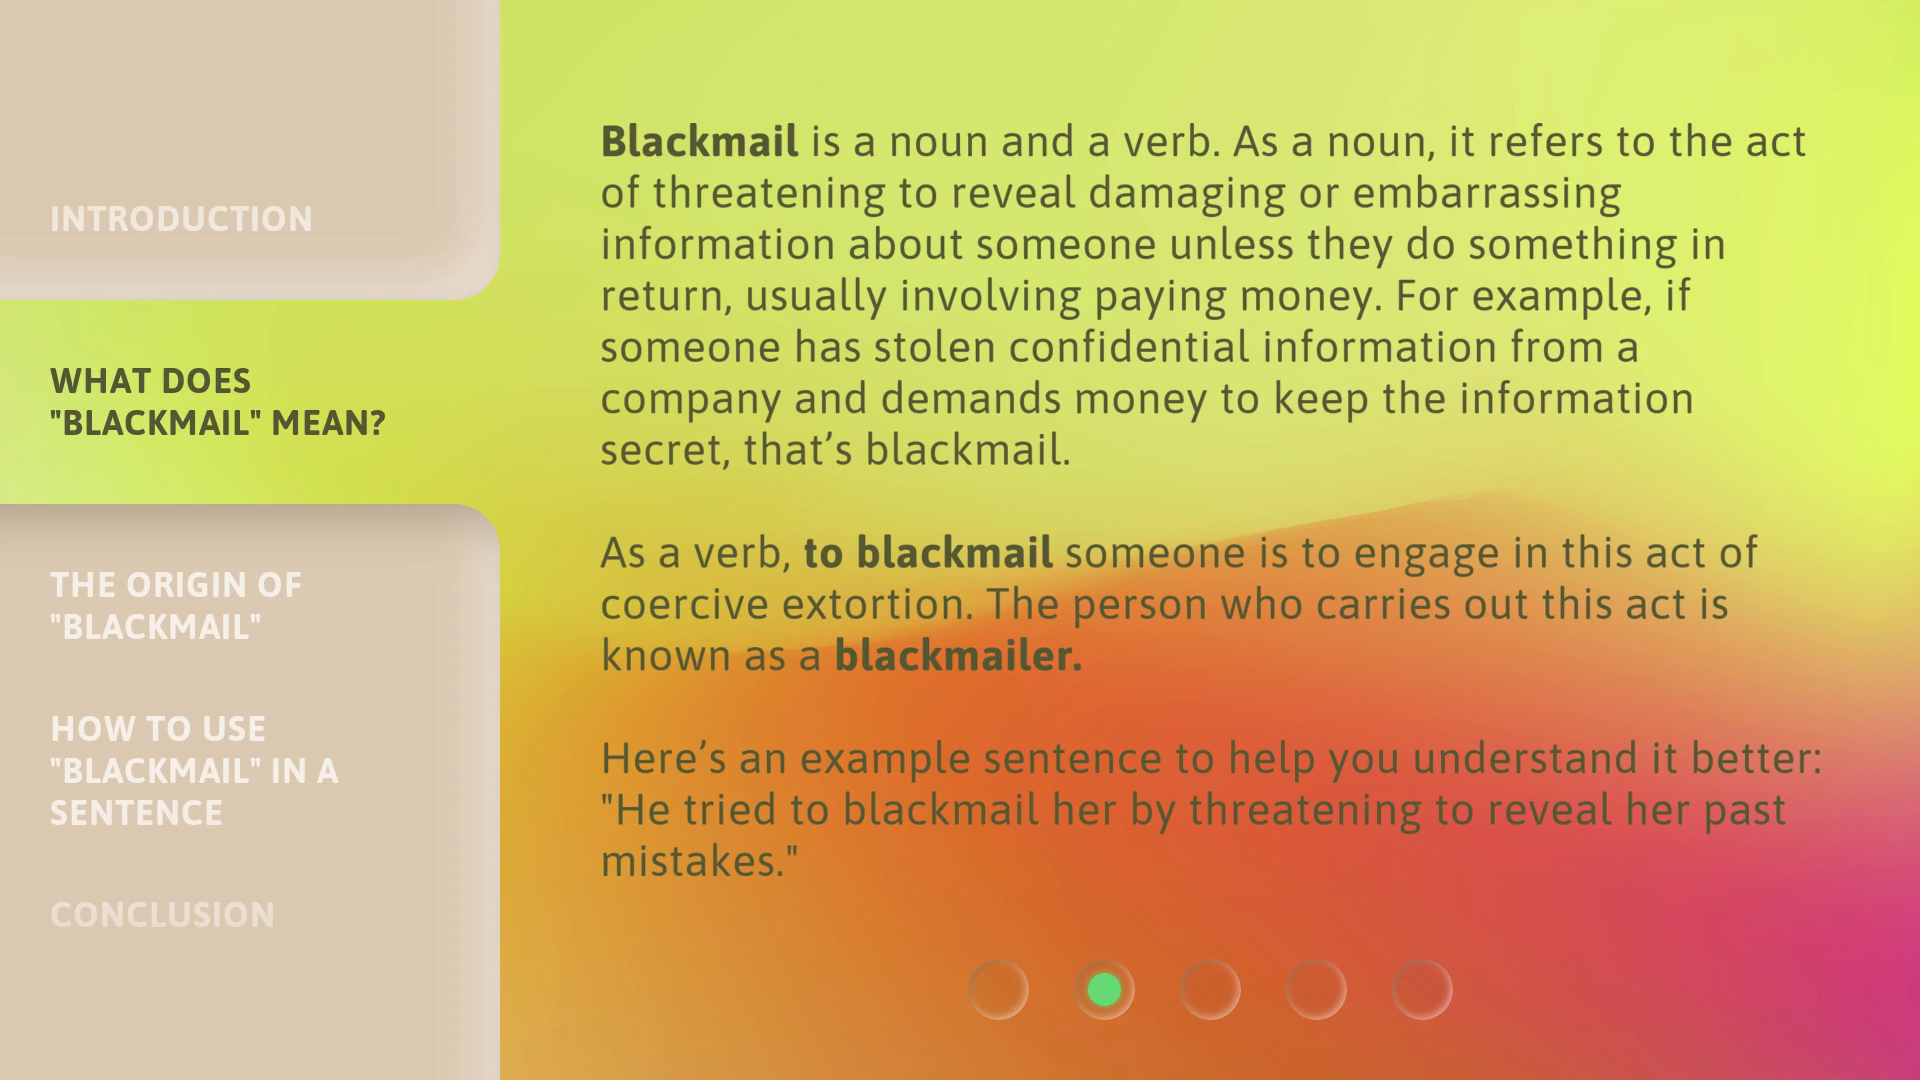 INTRODUCTION
WHAT DOES
"BLACKMAIL" MEAN?
THE ORIGIN OF
"BLACKMAIL"
HOW TO USE
"BLACKMAIL" IN A
SENTENCE
CONCLUSION
Blackmail is a noun and a verb. As a noun, it refers to the act
of threatening to reveal damaging or embarrassing
information about someone unless they do something in
return, usually involving paying money. For example, if
someone has stolen confidential information from a
company and demands money to keep the information
secret, that’s blackmail.
As a verb, to blackmail someone is to engage in this act of
coercive extortion. The person who carries out this act is
known as a blackmailer.
Here’s an example sentence to help you understand it better:
"He tried to blackmail her by threatening to reveal her past
mistakes."